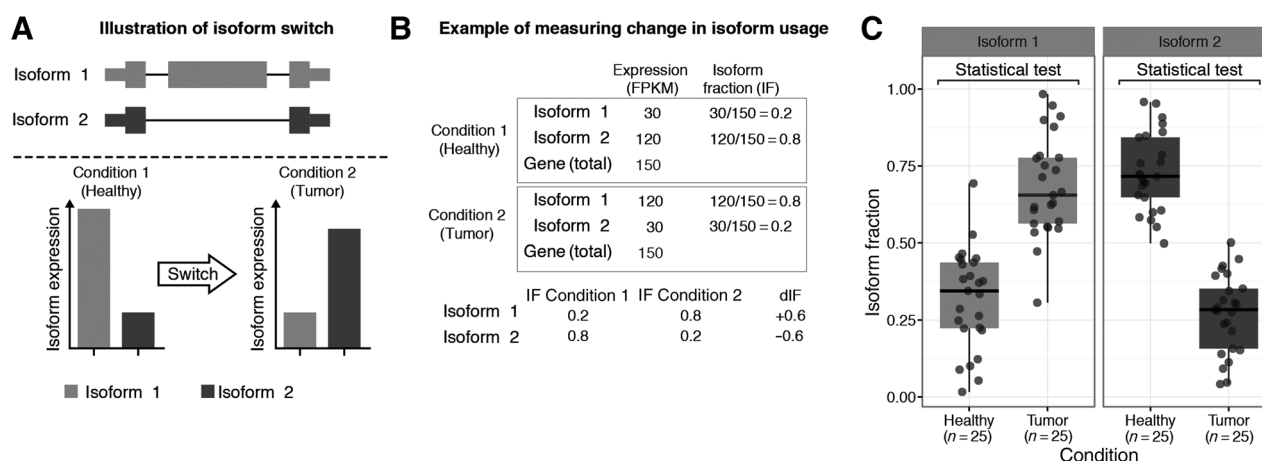 A
Illustration of isoform switch
Isoform 1
Isoform 2
Condition 1
(Healthy)
Condition 2
(Tumor)
Isoform expression
Switch
Isoform expression
Isoform 1
Isoform 2
B
Example of measuring change in isoform usage
Expression
(FPKM)
Isoform
fraction (IF)
Condition 1
(Healthy)
Isoform 1 30 30/150 = 0.2
Isoform 2 120 120/150 = 0.8
Gene (total) 150
Condition 2
(Tumor)
Isoform 1 120 120/150 = 0.8
Isoform 2 30 30/150 = 0.2
Gene (total) 150
IF Condition 1 IF Condition 2 dIF
Isoform 1 0.2 0.8 +0.6
Isoform 2 0.8 0.2 −0.6
C
Isoform 1
Isoform 2
Statistical test
Statistical test
Isoform fraction
1.00
0.75
0.50
0.25
0.00
Healthy
(n = 25)
Tumor
(n = 25)
Healthy
(n = 25)
Tumor
(n = 25)
Condition